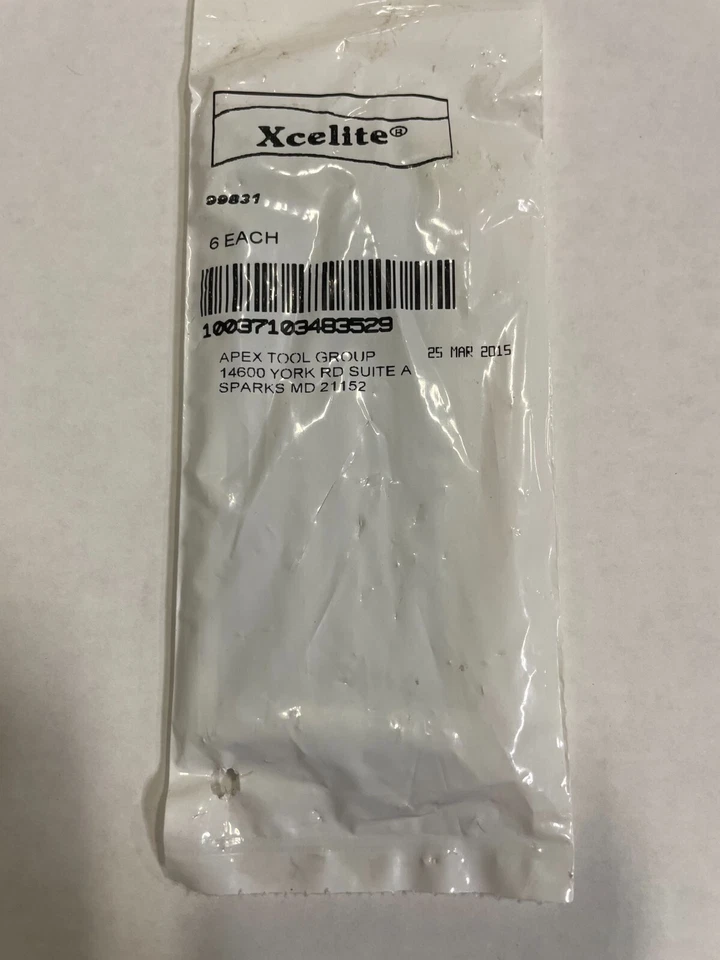 Xcelite®
99831
6 EACH
10037103483529
APEX TOOL GROUP
25 MAR 2015
14600 YORK RD SUITE A
SPARKS MD 21152